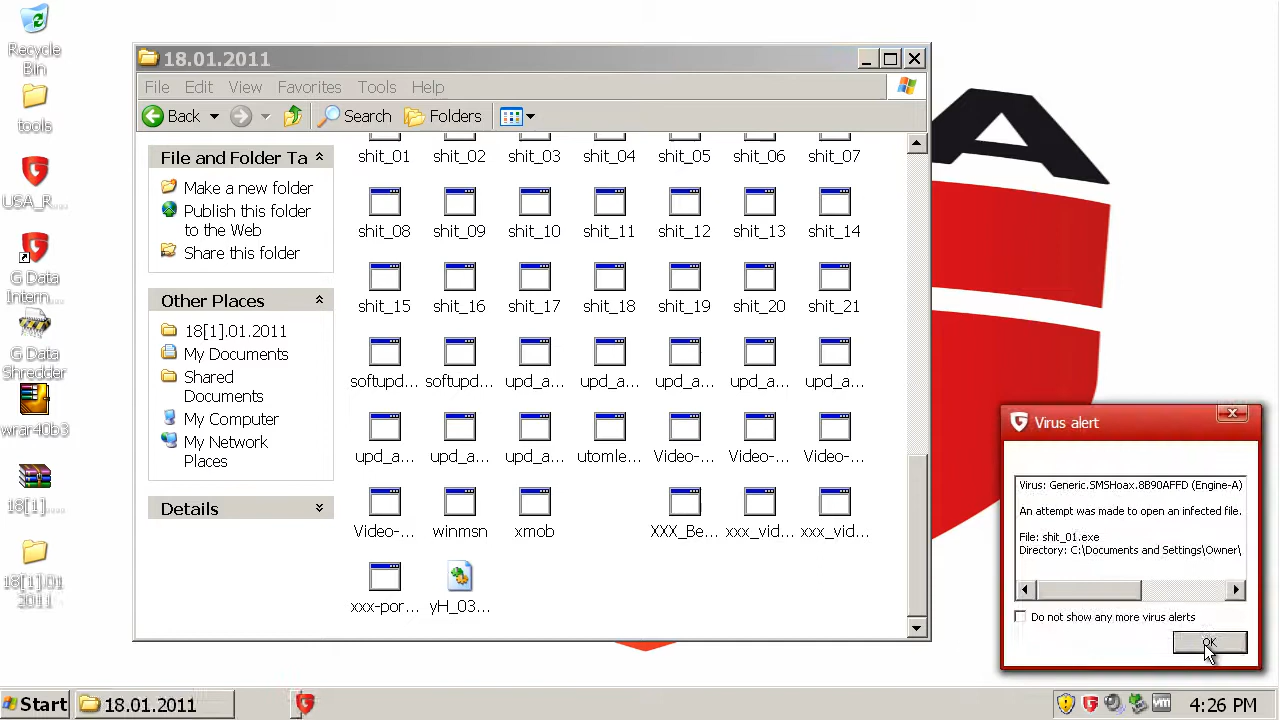 Recycle
Bin
tools
USA_R....
G Data
Intern...
G Data
Shredder
wrar40b3
18[1]....
18[1].01
2011
18.01.2011
File Edit View Favorites Tools Help
Back Search Folders
File and Folder Ta
Make a new folder
Publish this folder
to the Web
Share this folder
Other Places
18[1].01.2011
My Documents
Shared
Documents
My Computer
My Network
Places
Details
shit_01 shit_02 shit_03 shit_04 shit_05 shit_06 shit_07
shit_08 shit_09 shit_10 shit_11 shit_12 shit_13 shit_14
shit_15 shit_16 shit_17 shit_18 shit_19 shit_20 shit_21
softupd... softupd... upd_a... upd_a... upd_a... upd_a... upd_a...
upd_a... upd_a... upd_a... utomle... Video-... Video-... Video-...
Video-... winmsn xmob XXX_Be... xxx_vid... xxx_vid...
xxx-por... yH_03...
Virus alert
Virus: Generic.SMSHoax.8B90AFFD (Engine-A)
An attempt was made to open an infected file.
File: shit_01.exe
Directory: C:\Documents and Settings\Owner\
Do not show any more virus alerts
OK
Start 18.01.2011 4:26 PM